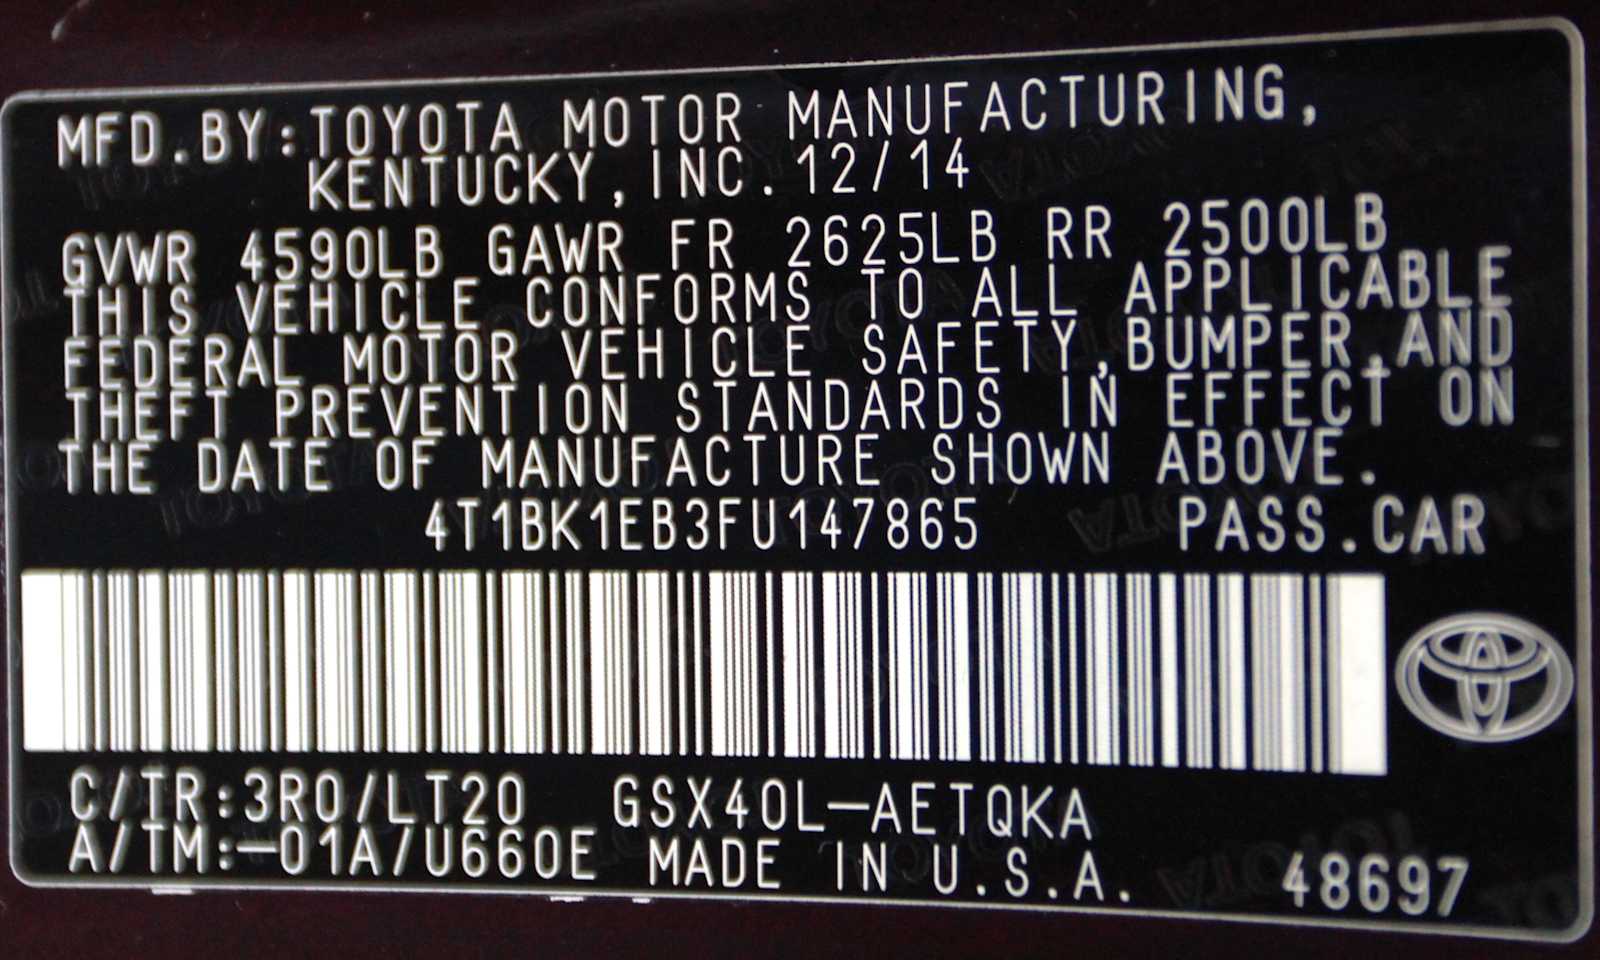 MFD.BY:TOYOTA MOTOR MANUFACTURING,
KENTUCKY,INC.12/14
GVWR 4590LB GAWR FR 2625LB RR 2500LB
THIS VEHICLE CONFORMS TO ALL APPLICABLE
FEDERAL MOTOR VEHICLE SAFETY,BUMPER,AND
THEFT PREVENTION STANDARDS IN EFFECT ON
THE DATE OF MANUFACTURE SHOWN ABOVE.
4T1BK1EB3FU147865 PASS.CAR
C/TR:3R0/LT20 GSX40L-AETQKA
A/TM:-01A/U660E MADE IN U.S.A. 48697